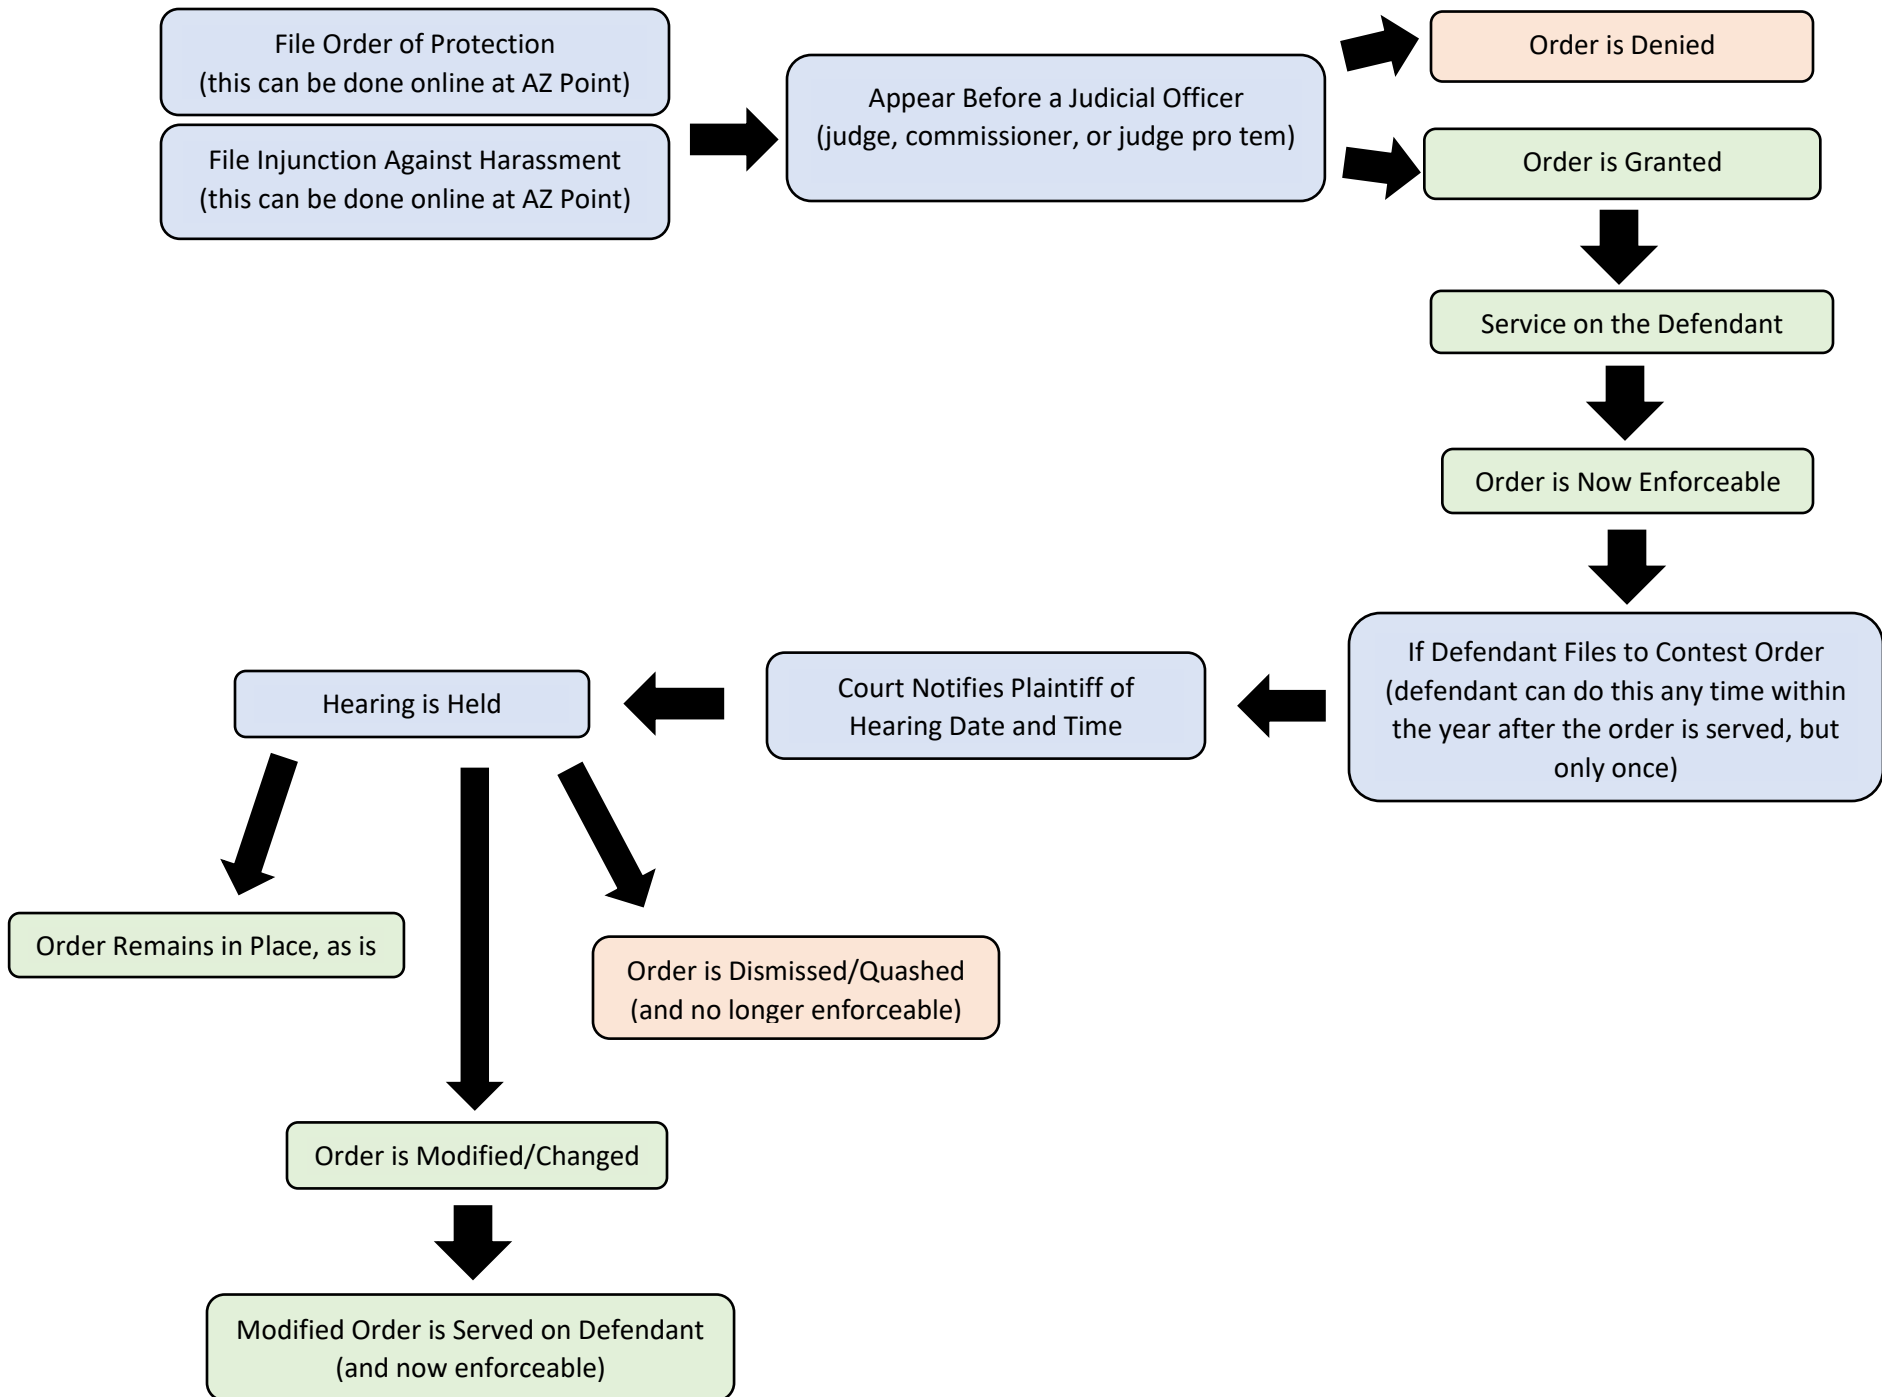 File Order of Protection
(this can be done online at AZ Point)
File Injunction Against Harassment
(this can be done online at AZ Point)
Appear Before a Judicial Officer
(judge, commissioner, or judge pro tem)
Order is Denied
Order is Granted
Service on the Defendant
Order is Now Enforceable
If Defendant Files to Contest Order
(defendant can do this any time within
the year after the order is served, but
only once)
Court Notifies Plaintiff of
Hearing Date and Time
Hearing is Held
Order Remains in Place, as is
Order is Dismissed/Quashed
(and no longer enforceable)
Order is Modified/Changed
Modified Order is Served on Defendant
(and now enforceable)